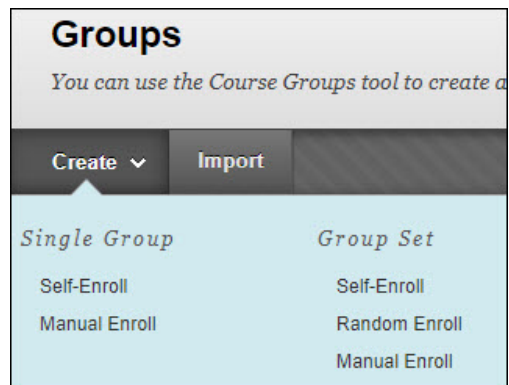 Groups
You can use the Course Groups tool to create a
Create Import
Single Group
Self-Enroll
Manual Enroll
Group Set
Self-Enroll
Random Enroll
Manual Enroll